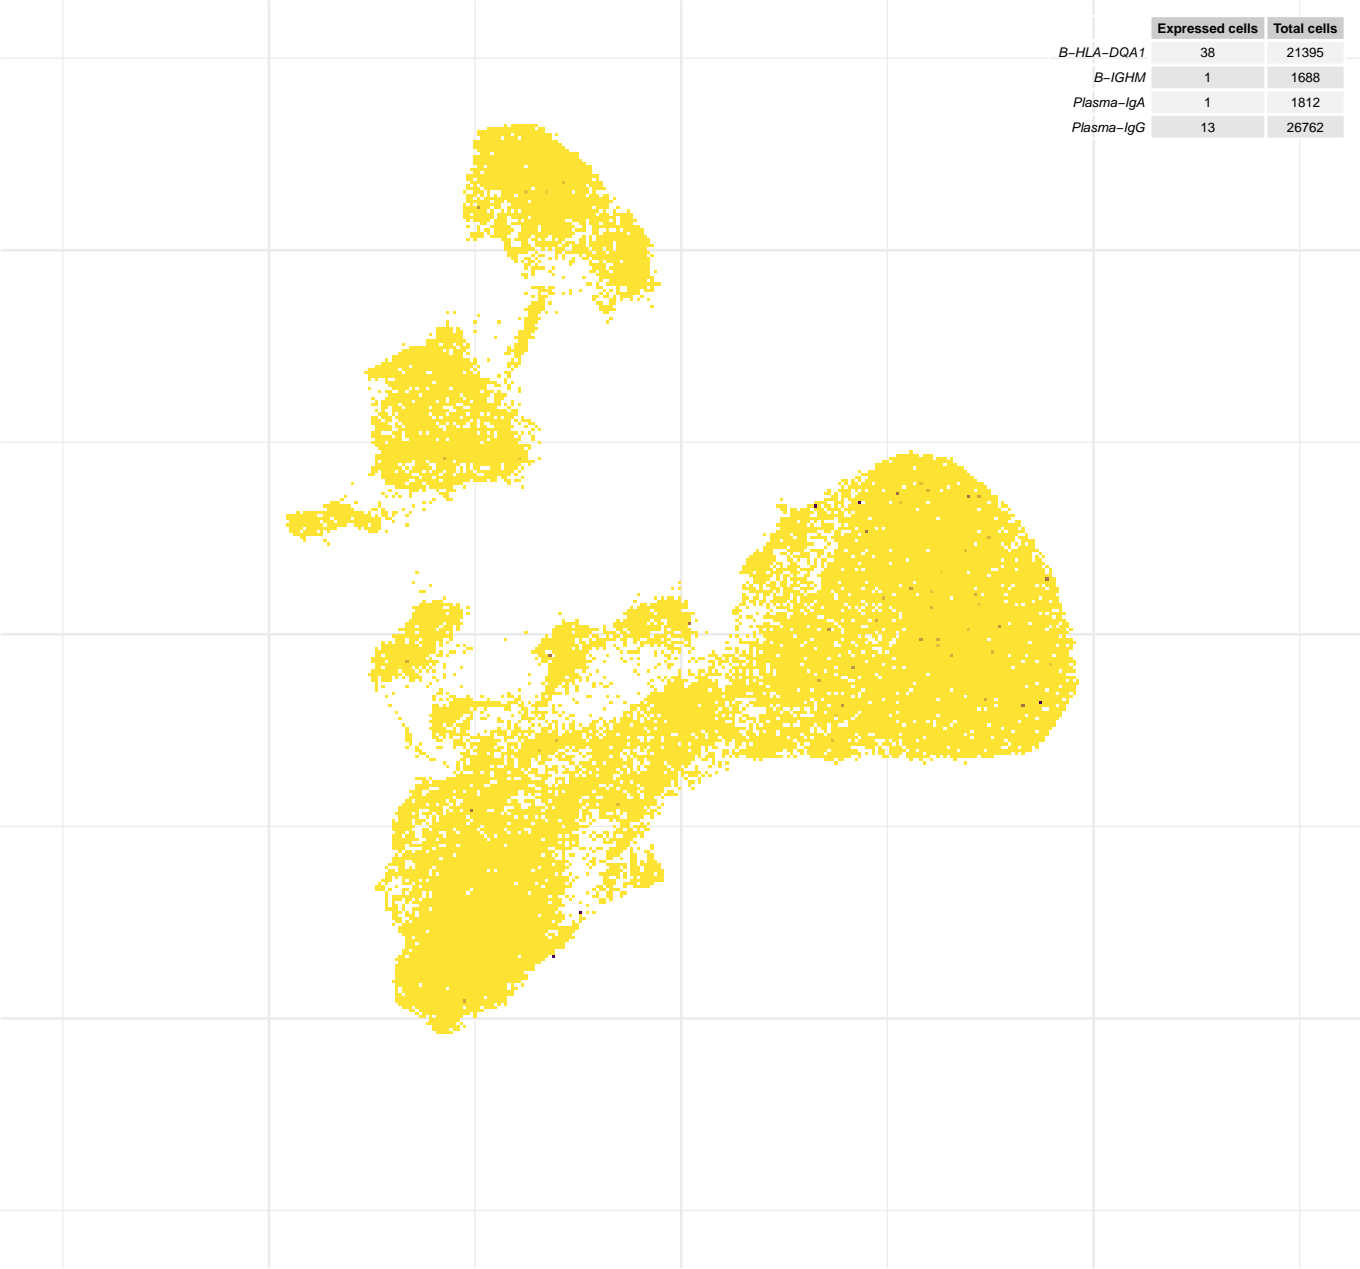 Expressed cells Total cells
B−HLA−DQA1 38 21395
B−IGHM 1 1688
Plasma−IgA 1 1812
Plasma−IgG 13 26762